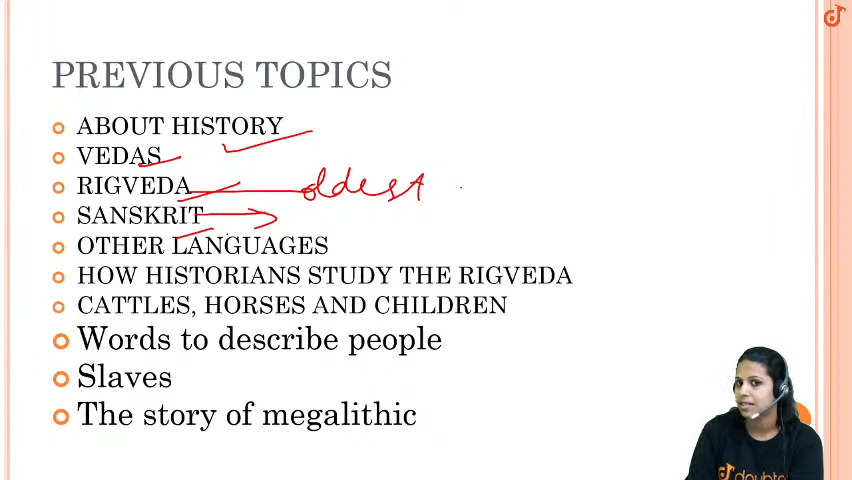 PREVIOUS TOPICS
ABOUT HISTORY
VEDAS
RIGVEDA oldest
SANSKRIT
OTHER LANGUAGES
HOW HISTORIANS STUDY THE RIGVEDA
CATTLES, HORSES AND CHILDREN
Words to describe people
Slaves
The story of megalithic